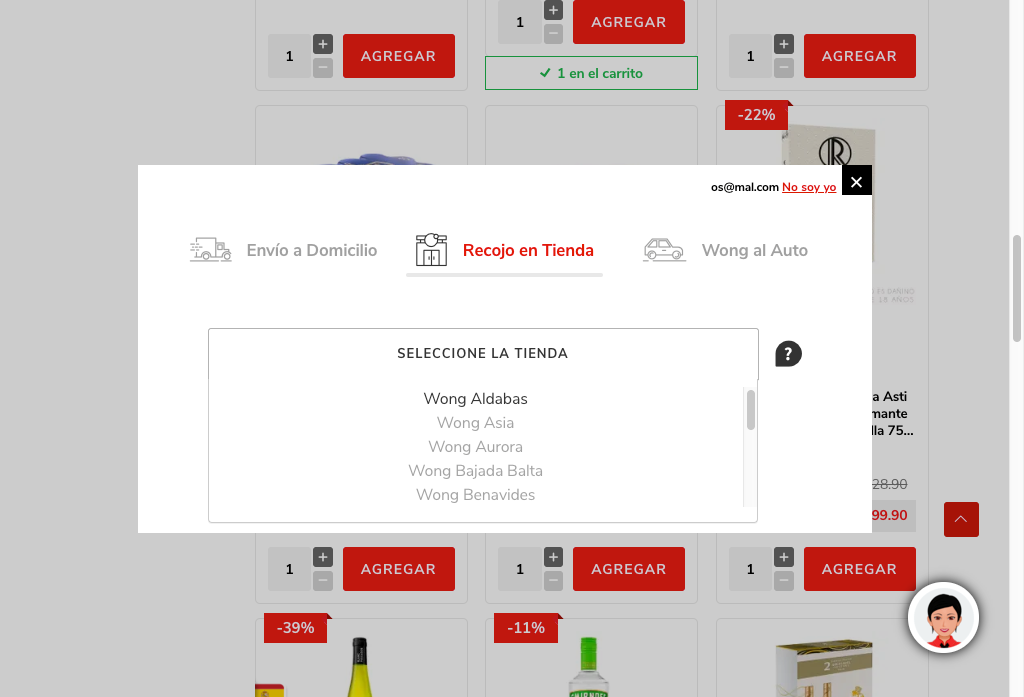 1
+
−
AGREGAR
1
+
−
AGREGAR
✓ 1 en el carrito
1
+
−
AGREGAR
-22%
os@mal.com No soy yo
Envío a Domicilio
Recojo en Tienda
Wong al Auto
SELECCIONE LA TIENDA
?
Wong Aldabas
Wong Asia
Wong Aurora
Wong Bajada Balta
Wong Benavides
a Asti
mante
lla 75...
28.90
99.90
1
+
−
AGREGAR
1
+
−
AGREGAR
1
+
−
AGREGAR
-39%
-11%
SMIRNOFF
2